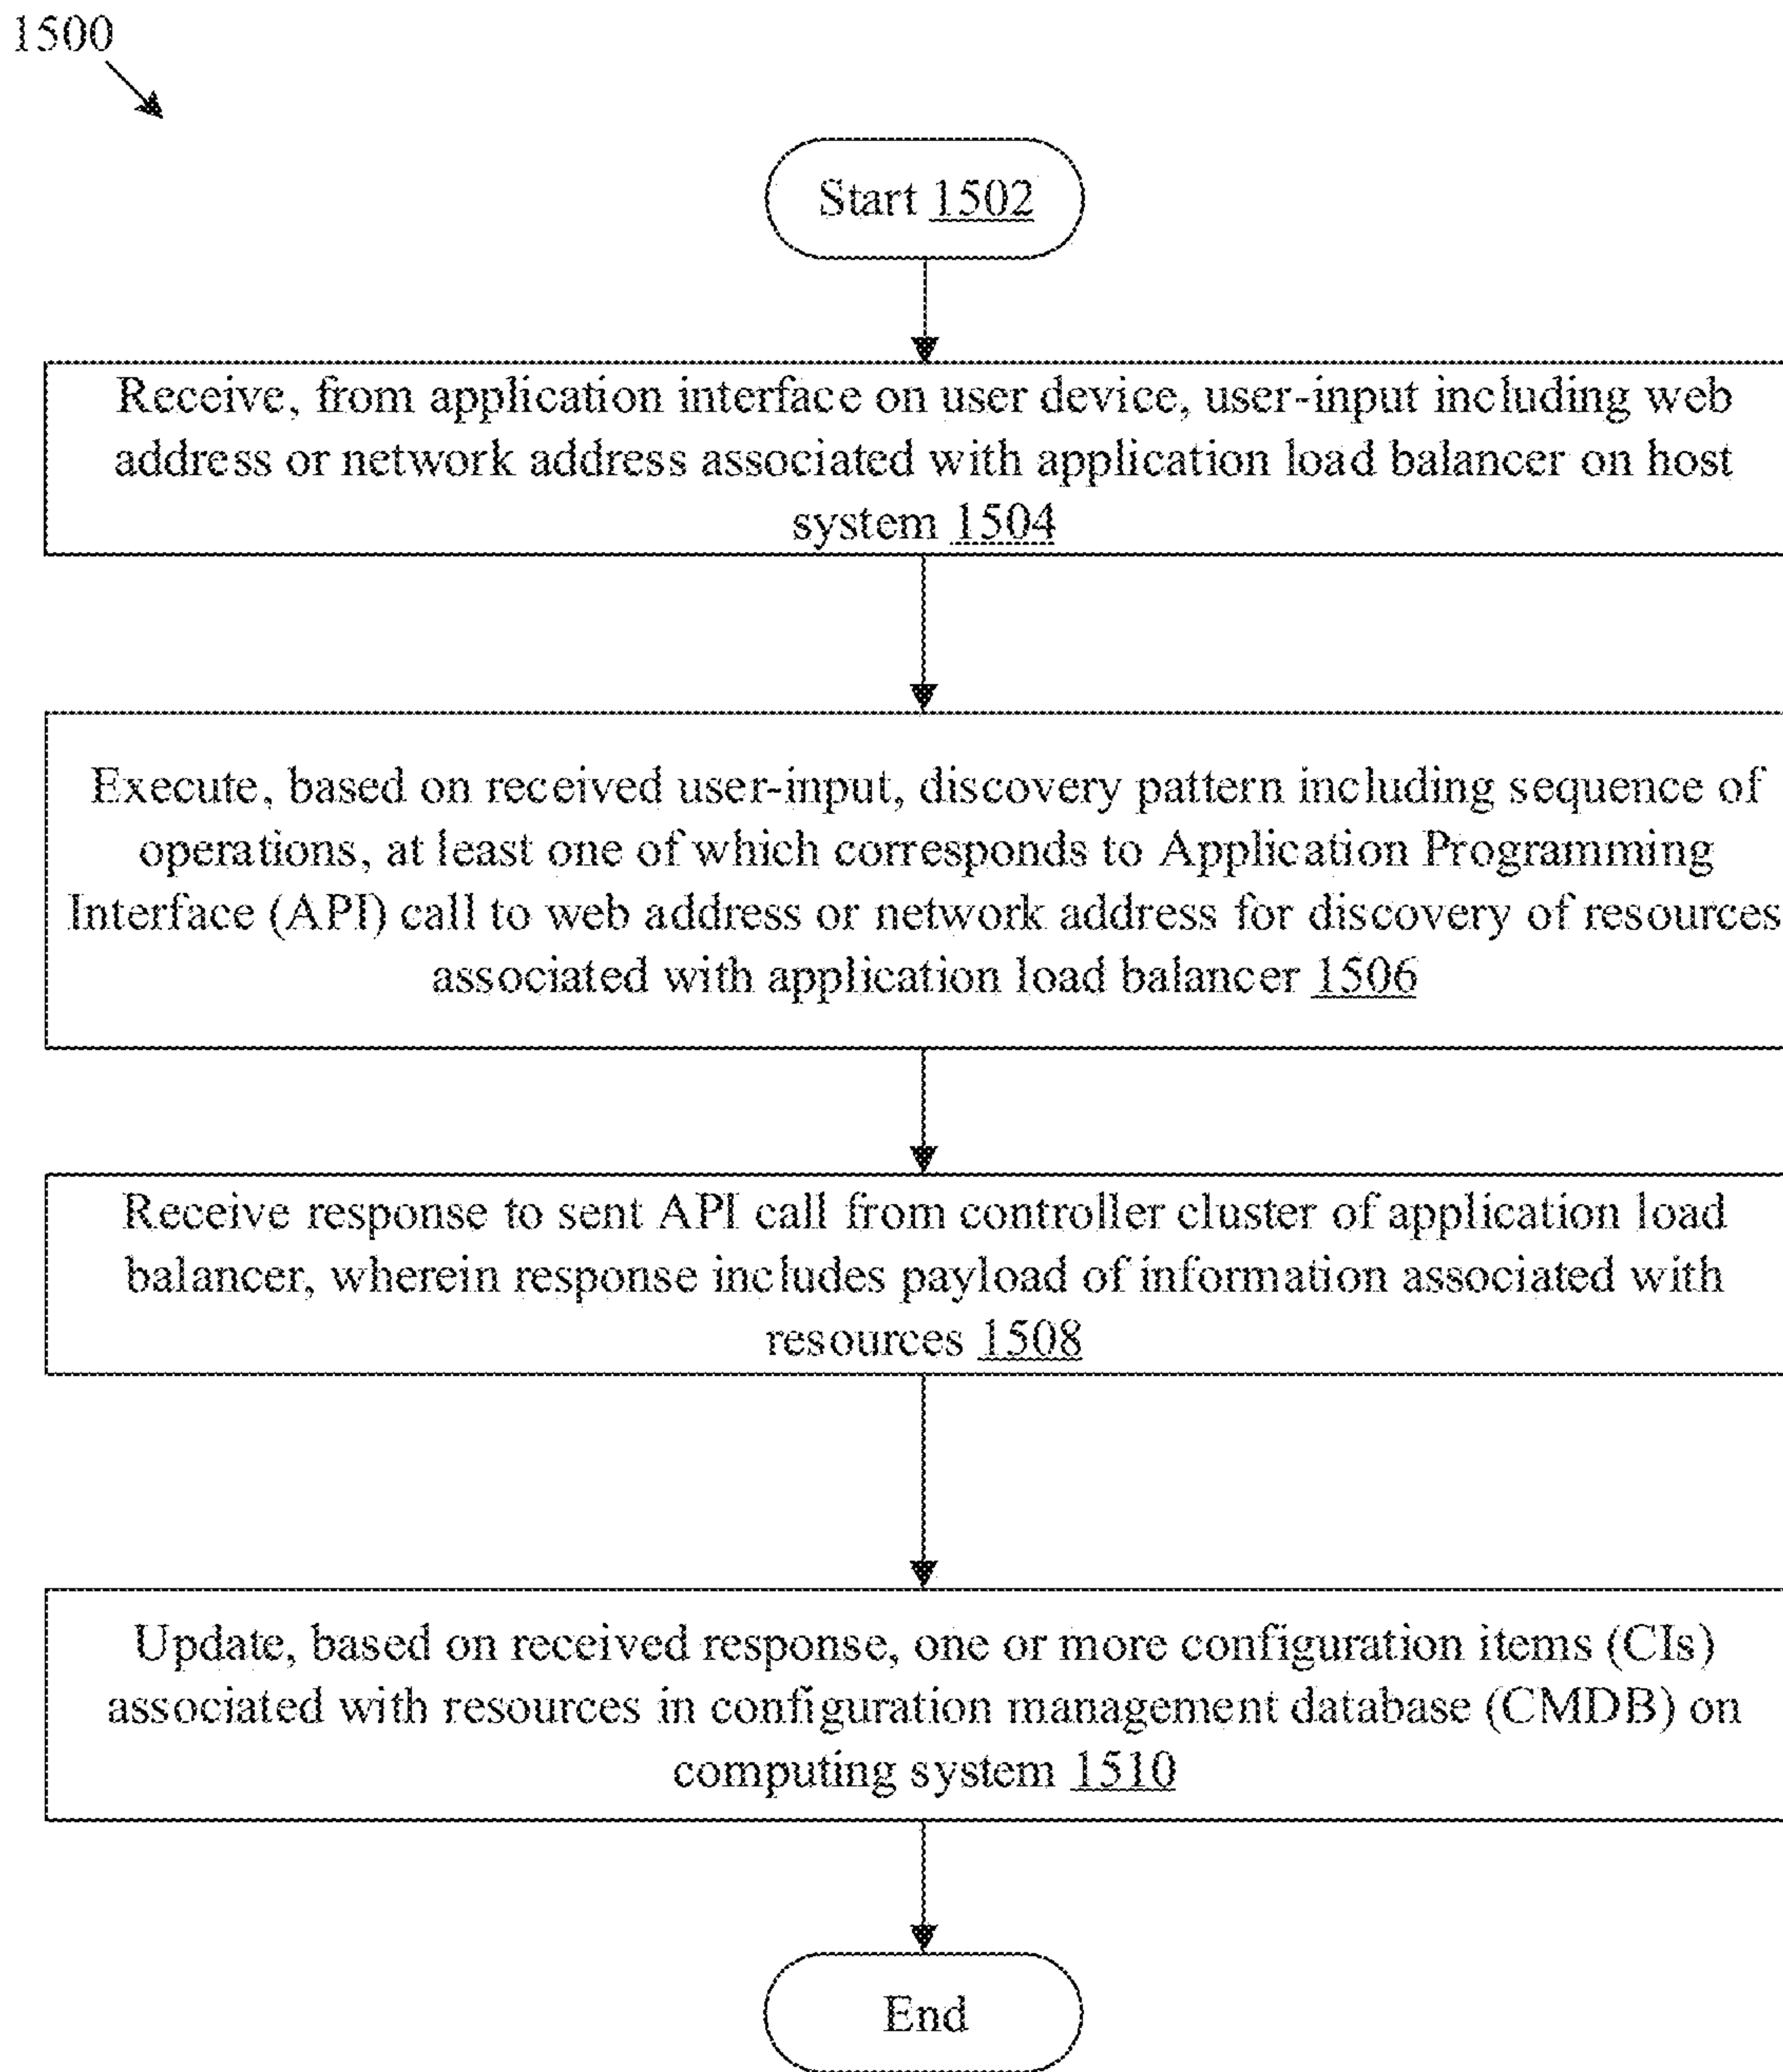 1500
Start 1502
Receive, from application interface on user device, user-input including web
address or network address associated with application load balancer on host
system 1504
Execute, based on received user-input, discovery pattern including sequence of
operations, at least one of which corresponds to Application Programming
Interface (API) call to web address or network address for discovery of resources
associated with application load balancer 1506
Receive response to sent API call from controller cluster of application load
balancer, wherein response includes payload of information associated with
resources 1508
Update, based on received response, one or more configuration items (CIs)
associated with resources in configuration management database (CMDB) on
computing system 1510
End